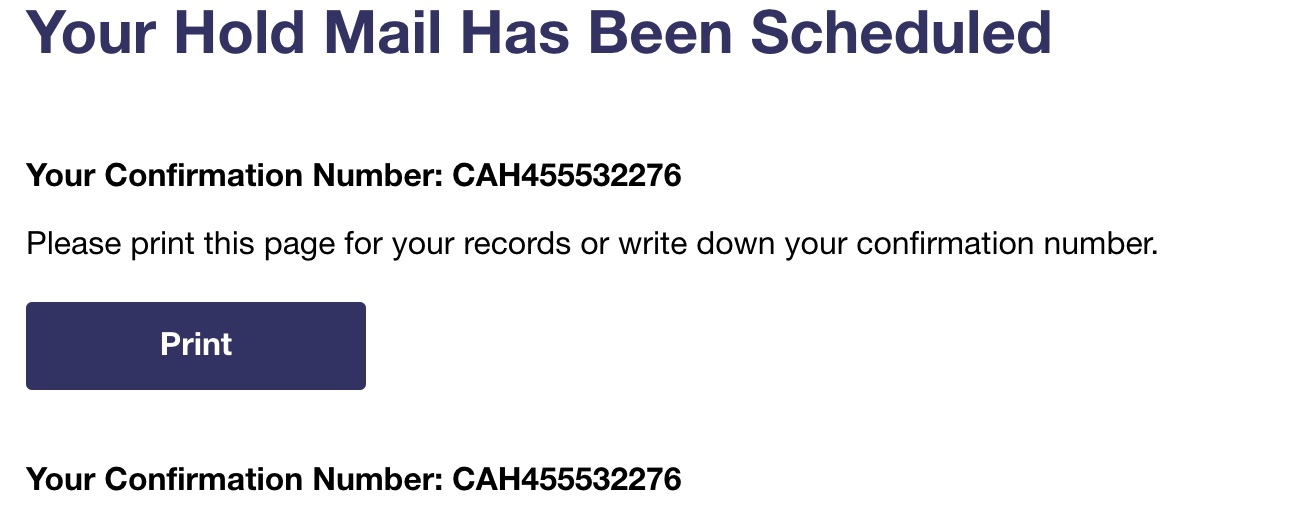 Your Hold Mail Has Been Scheduled
Your Confirmation Number: CAH455532276
Please print this page for your records or write down your confirmation number.
Print
Your Confirmation Number: CAH455532276